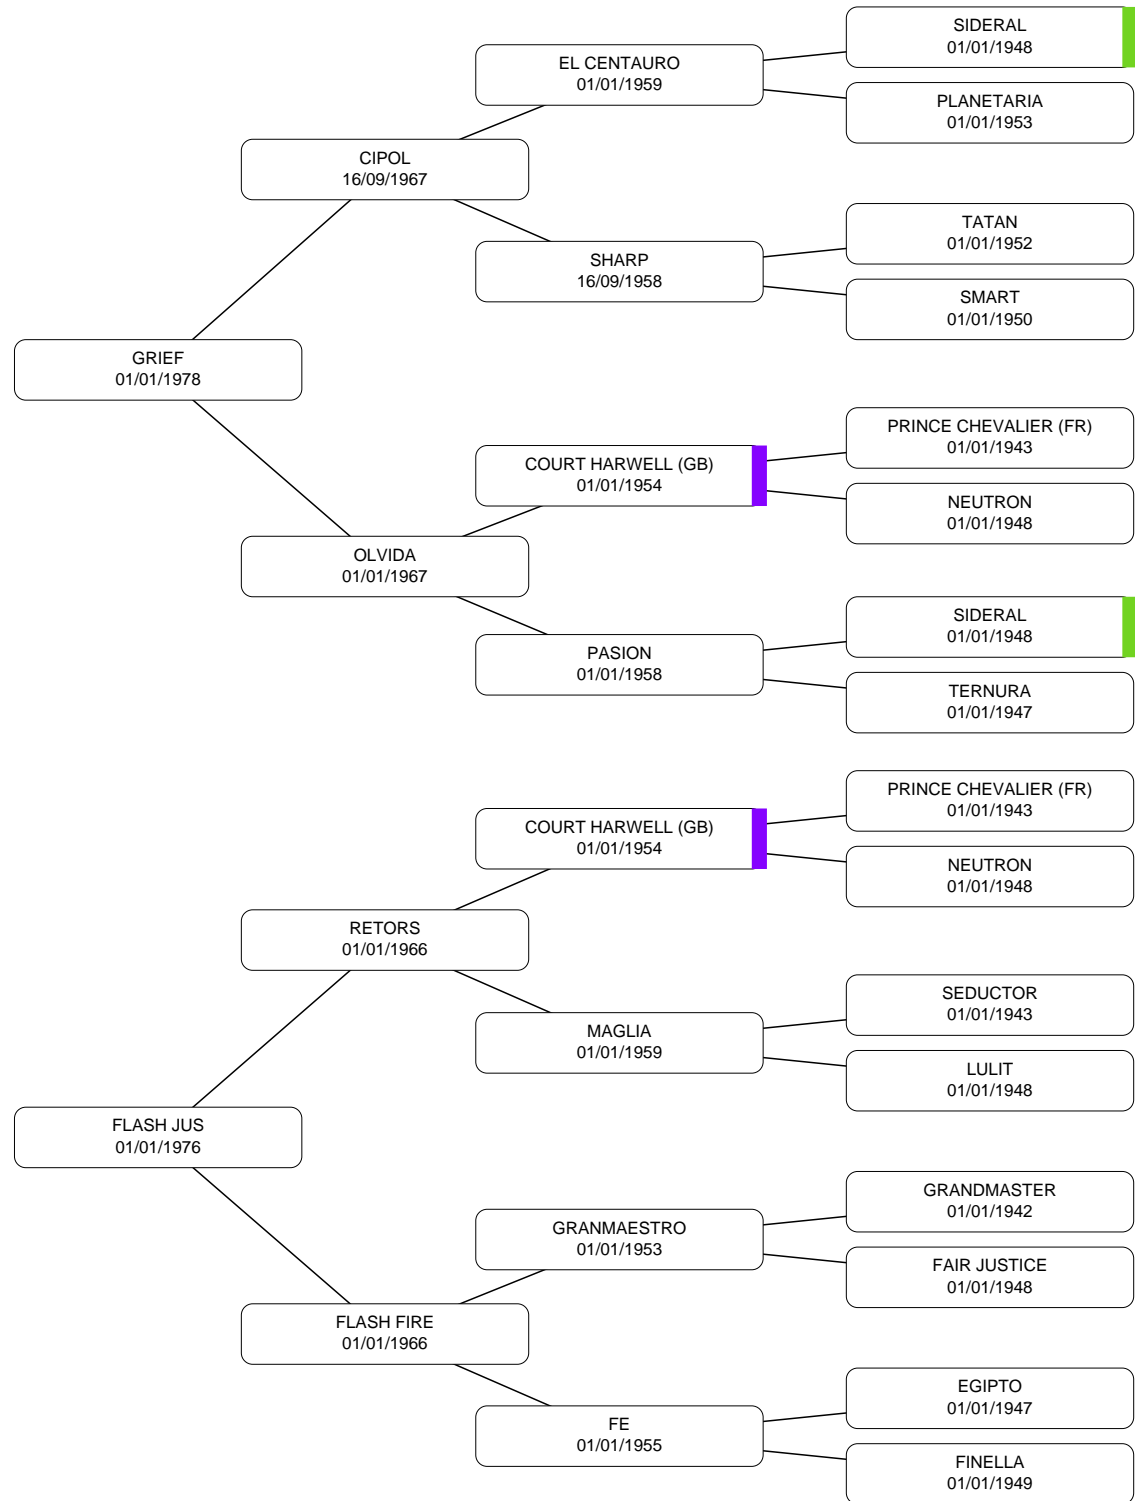 SIDERAL
01/01/1948
EL CENTAURO
01/01/1959
PLANETARIA
01/01/1953
CIPOL
16/09/1967
TATAN
01/01/1952
SHARP
16/09/1958
SMART
01/01/1950
GRIEF
01/01/1978
PRINCE CHEVALIER (FR)
01/01/1943
COURT HARWELL (GB)
01/01/1954
NEUTRON
01/01/1948
OLVIDA
01/01/1967
SIDERAL
01/01/1948
PASION
01/01/1958
TERNURA
01/01/1947
PRINCE CHEVALIER (FR)
01/01/1943
COURT HARWELL (GB)
01/01/1954
NEUTRON
01/01/1948
RETORS
01/01/1966
SEDUCTOR
01/01/1943
MAGLIA
01/01/1959
LULIT
01/01/1948
FLASH JUS
01/01/1976
GRANDMASTER
01/01/1942
GRANMAESTRO
01/01/1953
FAIR JUSTICE
01/01/1948
FLASH FIRE
01/01/1966
EGIPTO
01/01/1947
FE
01/01/1955
FINELLA
01/01/1949